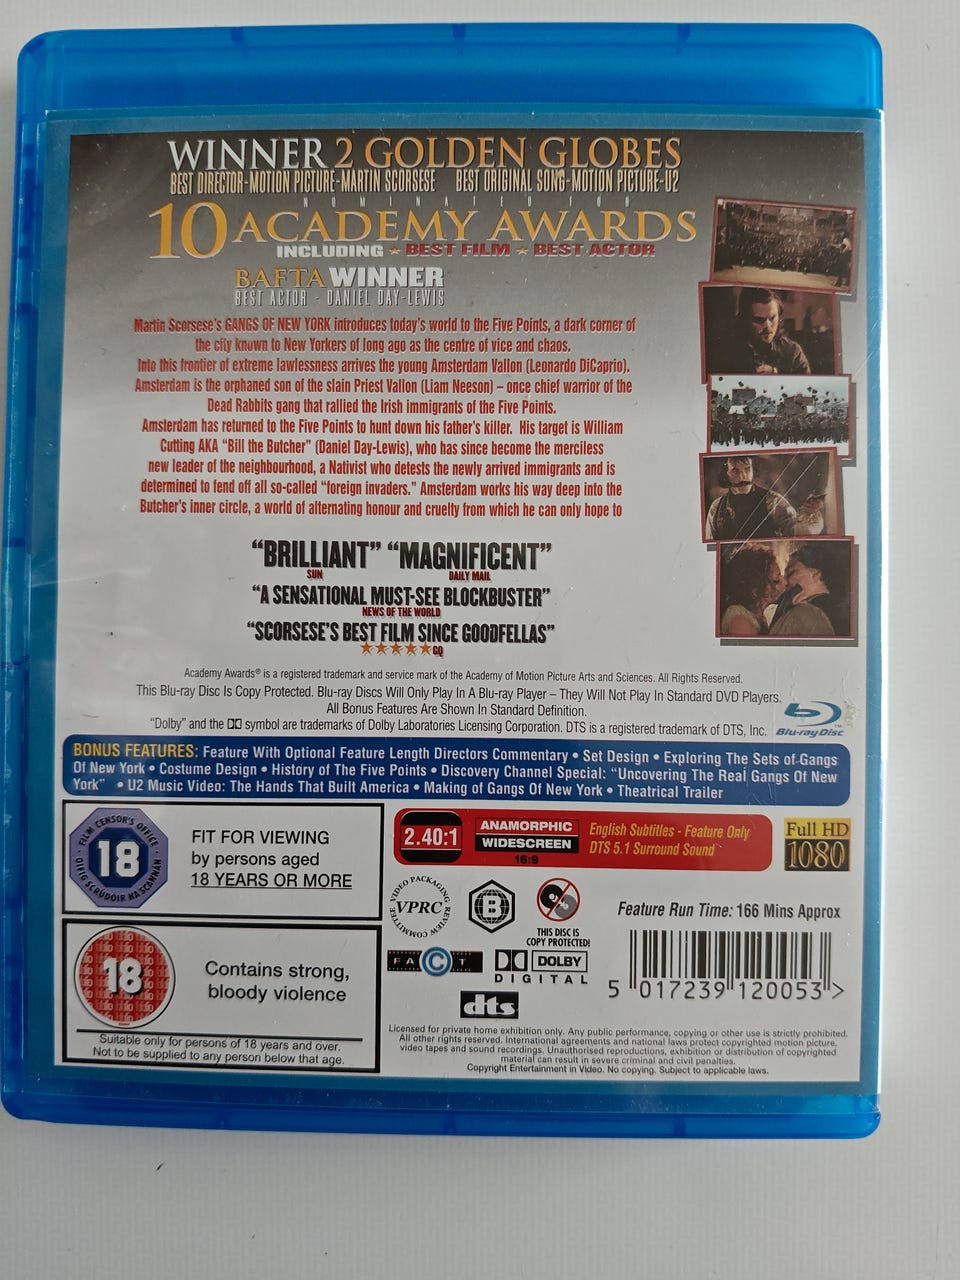 WINNER 2 GOLDEN GLOBES
BEST DIRECTOR-MOTION PICTURE-MARTIN SCORSESE BEST ORIGINAL SONG-MOTION PICTURE-U2
NOMINATED FOR
10 ACADEMY AWARDS
INCLUDING ★ BEST FILM ★ BEST ACTOR
BAFTA WINNER
BEST ACTOR - DANIEL DAY-LEWIS
Martin Scorsese's GANGS OF NEW YORK introduces today's world to the Five Points, a dark corner of
the city known to New Yorkers of long ago as the centre of vice and chaos.
Into this frontier of extreme lawlessness arrives the young Amsterdam Vallon (Leonardo DiCaprio).
Amsterdam is the orphaned son of the slain Priest Vallon (Liam Neeson) – once chief warrior of the
Dead Rabbits gang that rallied the Irish immigrants of the Five Points.
Amsterdam has returned to the Five Points to hunt down his father's killer. His target is William
Cutting AKA "Bill the Butcher" (Daniel Day-Lewis), who has since become the merciless
new leader of the neighbourhood, a Nativist who detests the newly arrived immigrants and is
determined to fend off all so-called "foreign invaders." Amsterdam works his way deep into the
Butcher's inner circle, a world of alternating honour and cruelty from which he can only hope to
"BRILLIANT" "MAGNIFICENT"
SUN DAILY MAIL
"A SENSATIONAL MUST-SEE BLOCKBUSTER"
NEWS OF THE WORLD
"SCORSESE'S BEST FILM SINCE GOODFELLAS"
★★★★★ GQ
Academy Awards® is a registered trademark and service mark of the Academy of Motion Picture Arts and Sciences. All Rights Reserved.
This Blu-ray Disc Is Copy Protected. Blu-ray Discs Will Only Play In A Blu-ray Player – They Will Not Play In Standard DVD Players.
All Bonus Features Are Shown In Standard Definition.
"Dolby" and the DD symbol are trademarks of Dolby Laboratories Licensing Corporation. DTS is a registered trademark of DTS, Inc.
Blu-ray Disc
TM
BONUS FEATURES: Feature With Optional Feature Length Directors Commentary • Set Design • Exploring The Sets of Gangs
Of New York • Costume Design • History of The Five Points • Discovery Channel Special: "Uncovering The Real Gangs Of New
York" • U2 Music Video: The Hands That Built America • Making of Gangs Of New York • Theatrical Trailer
FILM CENSOR'S OFFICE
18
OIFIG SCRÚDÓIR NA SCANNÁN
FIT FOR VIEWING
by persons aged
18 YEARS OR MORE
18
Contains strong,
bloody violence
Suitable only for persons of 18 years and over.
Not to be supplied to any person below that age.
2.40:1
ANAMORPHIC
WIDESCREEN
16:9
English Subtitles - Feature Only
DTS 5.1 Surround Sound
Full HD
1080
VIDEO PACKAGING REVIEW COMMITTEE
VPRC
B
THIS DISC IS
COPY PROTECTED!
Feature Run Time: 166 Mins Approx
FACT
DOLBY
DIGITAL
dts
5 017239 120053 >
Licensed for private home exhibition only. Any public performance, copying or other use is strictly prohibited.
All other rights reserved. International agreements and national laws protect copyrighted motion picture,
video tapes and sound recordings. Unauthorised reproductions, exhibition or distribution of copyrighted
material can result in severe criminal and civil penalties.
Copyright Entertainment in Video. No copying. Subject to applicable laws.